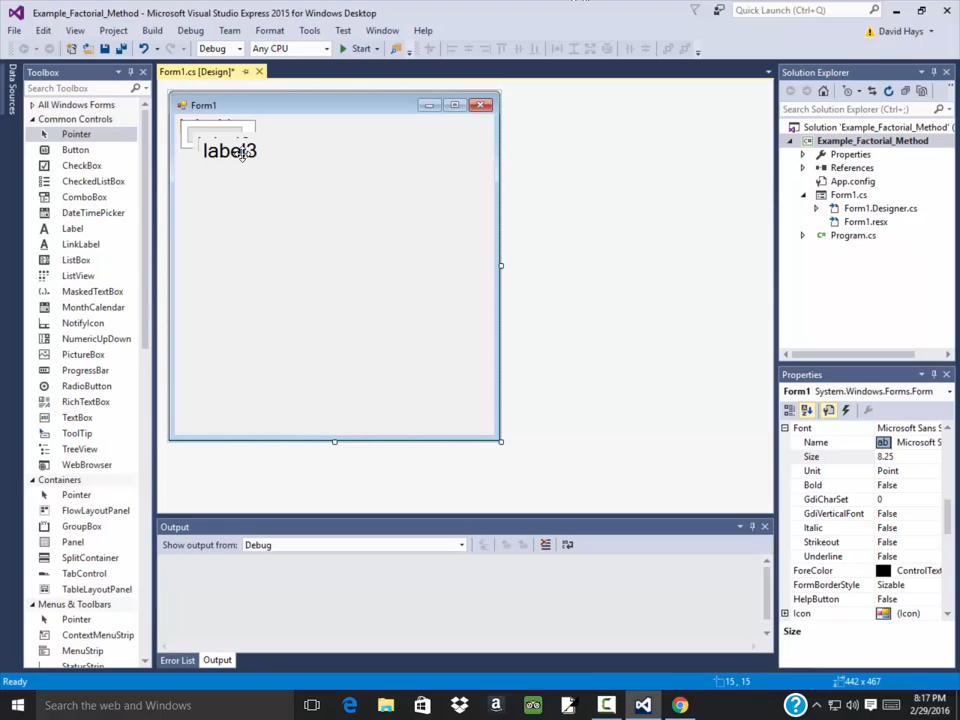 Example_Factorial_Method - Microsoft Visual Studio Express 2015 for Windows Desktop
Quick Launch (Ctrl+Q)
File Edit View Project Build Debug Team Format Tools Test Window Help
David Hays
Debug Any CPU Start
Data Sources
Toolbox
Search Toolbox
All Windows Forms
Common Controls
Pointer
Button
CheckBox
CheckedListBox
ComboBox
DateTimePicker
Label
LinkLabel
ListBox
ListView
MaskedTextBox
MonthCalendar
NotifyIcon
NumericUpDown
PictureBox
ProgressBar
RadioButton
RichTextBox
TextBox
ToolTip
TreeView
WebBrowser
Containers
Pointer
FlowLayoutPanel
GroupBox
Panel
SplitContainer
TabControl
TableLayoutPanel
Menus & Toolbars
Pointer
ContextMenuStrip
MenuStrip
StatusStrip
Form1.cs [Design]*
Form1
label3
Output
Show output from: Debug
Error List Output
Solution Explorer
Search Solution Explorer (Ctrl+;)
Solution 'Example_Factorial_Method'
Example_Factorial_Method
Properties
References
App.config
Form1.cs
Form1.Designer.cs
Form1.resx
Program.cs
Properties
Form1 System.Windows.Forms.Form
Font Microsoft Sans S
Name ab Microsoft S
Size 8.25
Unit Point
Bold False
GdiCharSet 0
GdiVerticalFont False
Italic False
Strikeout False
Underline False
ForeColor ControlText
FormBorderStyle Sizable
HelpButton False
Icon (Icon)
Size
Ready
15 , 15
442 x 467
Search the web and Windows
8:17 PM
2/29/2016